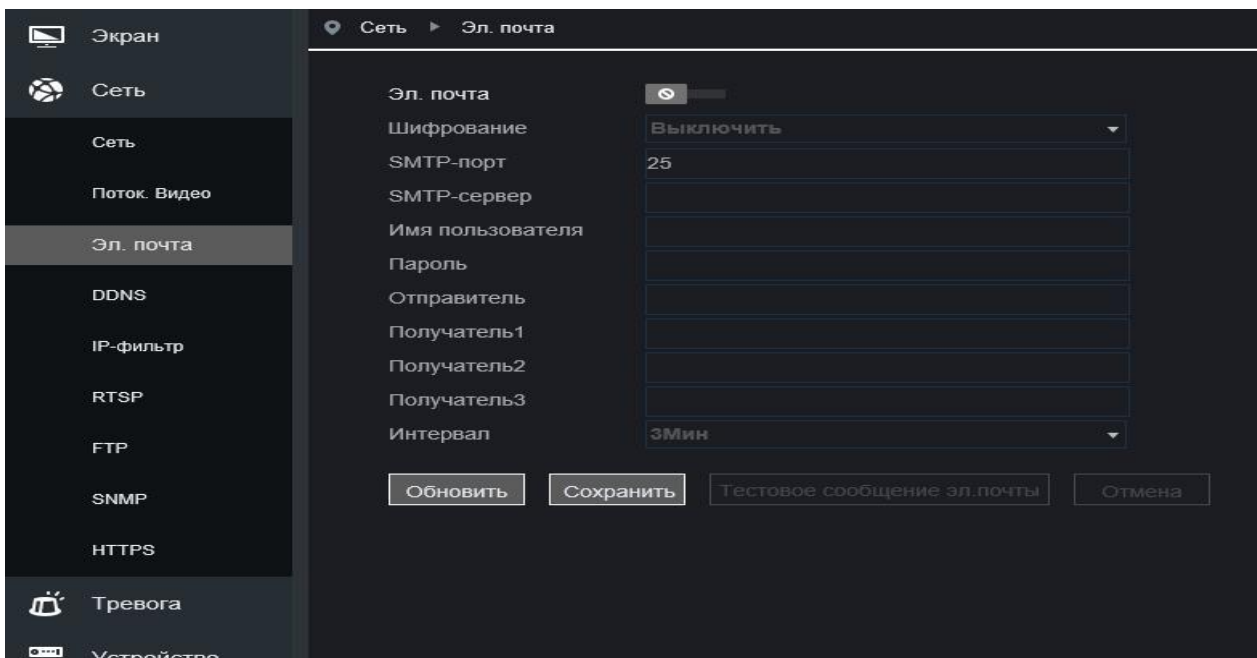 Экран
Сеть
Сеть
Поток. Видео
Эл. почта
DDNS
IP-фильтр
RTSP
FTP
SNMP
HTTPS
Тревога
Устройство
Сеть Эл. почта
Эл. почта
Шифрование Выключить
SMTP-порт 25
SMTP-сервер
Имя пользователя
Пароль
Отправитель
Получатель1
Получатель2
Получатель3
Интервал 3Мин
Обновить Сохранить Тестовое сообщение эл.почты Отмена